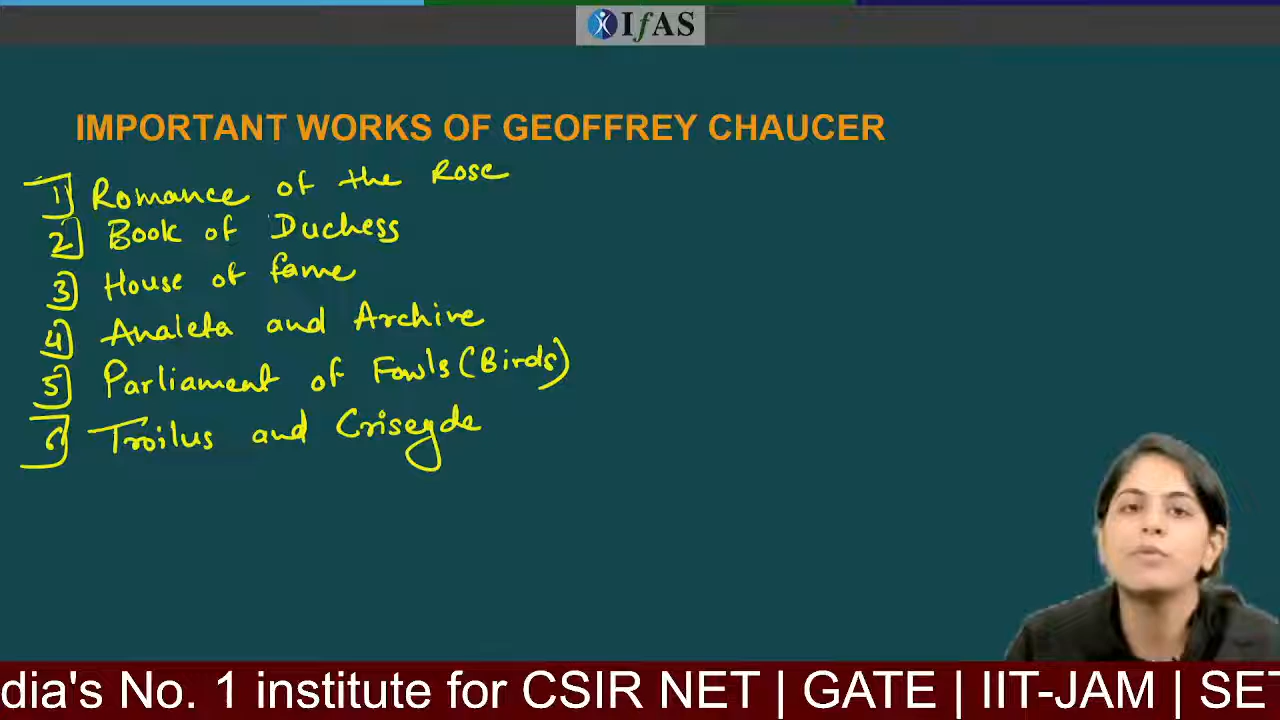 IfAS
IMPORTANT WORKS OF GEOFFREY CHAUCER
1] Romance of the Rose
2] Book of Duchess
3] House of fame
4] Analeta and Archive
5] Parliament of Fowls (Birds)
6] Troilus and Criseyde
dia's No. 1 institute for CSIR NET | GATE | IIT-JAM | SET